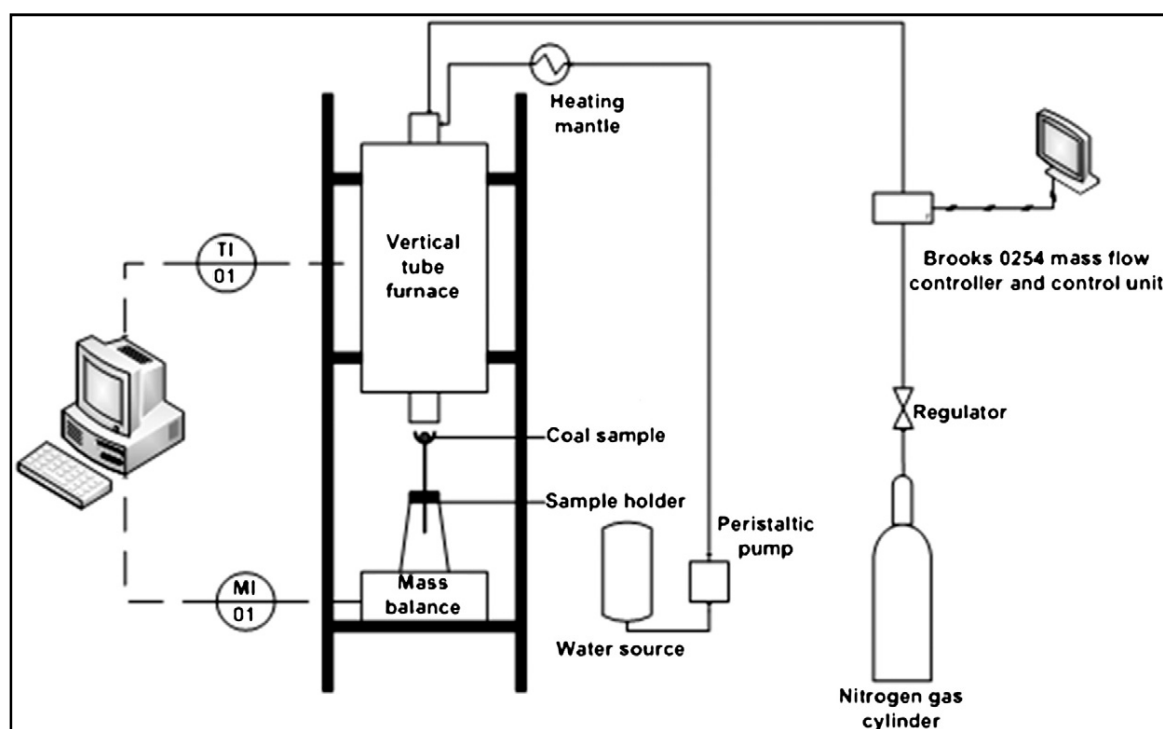 Heating
mantle
Vertical
tube
furnace
TI
01
Brooks 0254 mass flow
controller and control unit
Regulator
Coal sample
Sample holder
Peristaltic
pump
MI
01
Mass
balance
Water source
Nitrogen gas
cylinder